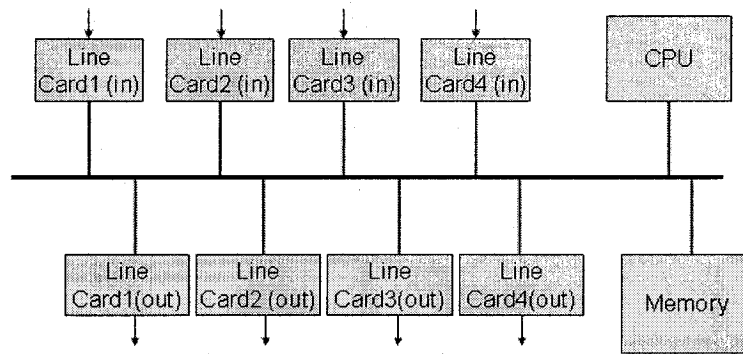 Line
Card1 (in)
Line
Card2 (in)
Line
Card3 (in)
Line
Card4 (in)
CPU
Line
Card1(out)
Line
Card2 (out)
Line
Card3(out)
Line
Card4(out)
Memory